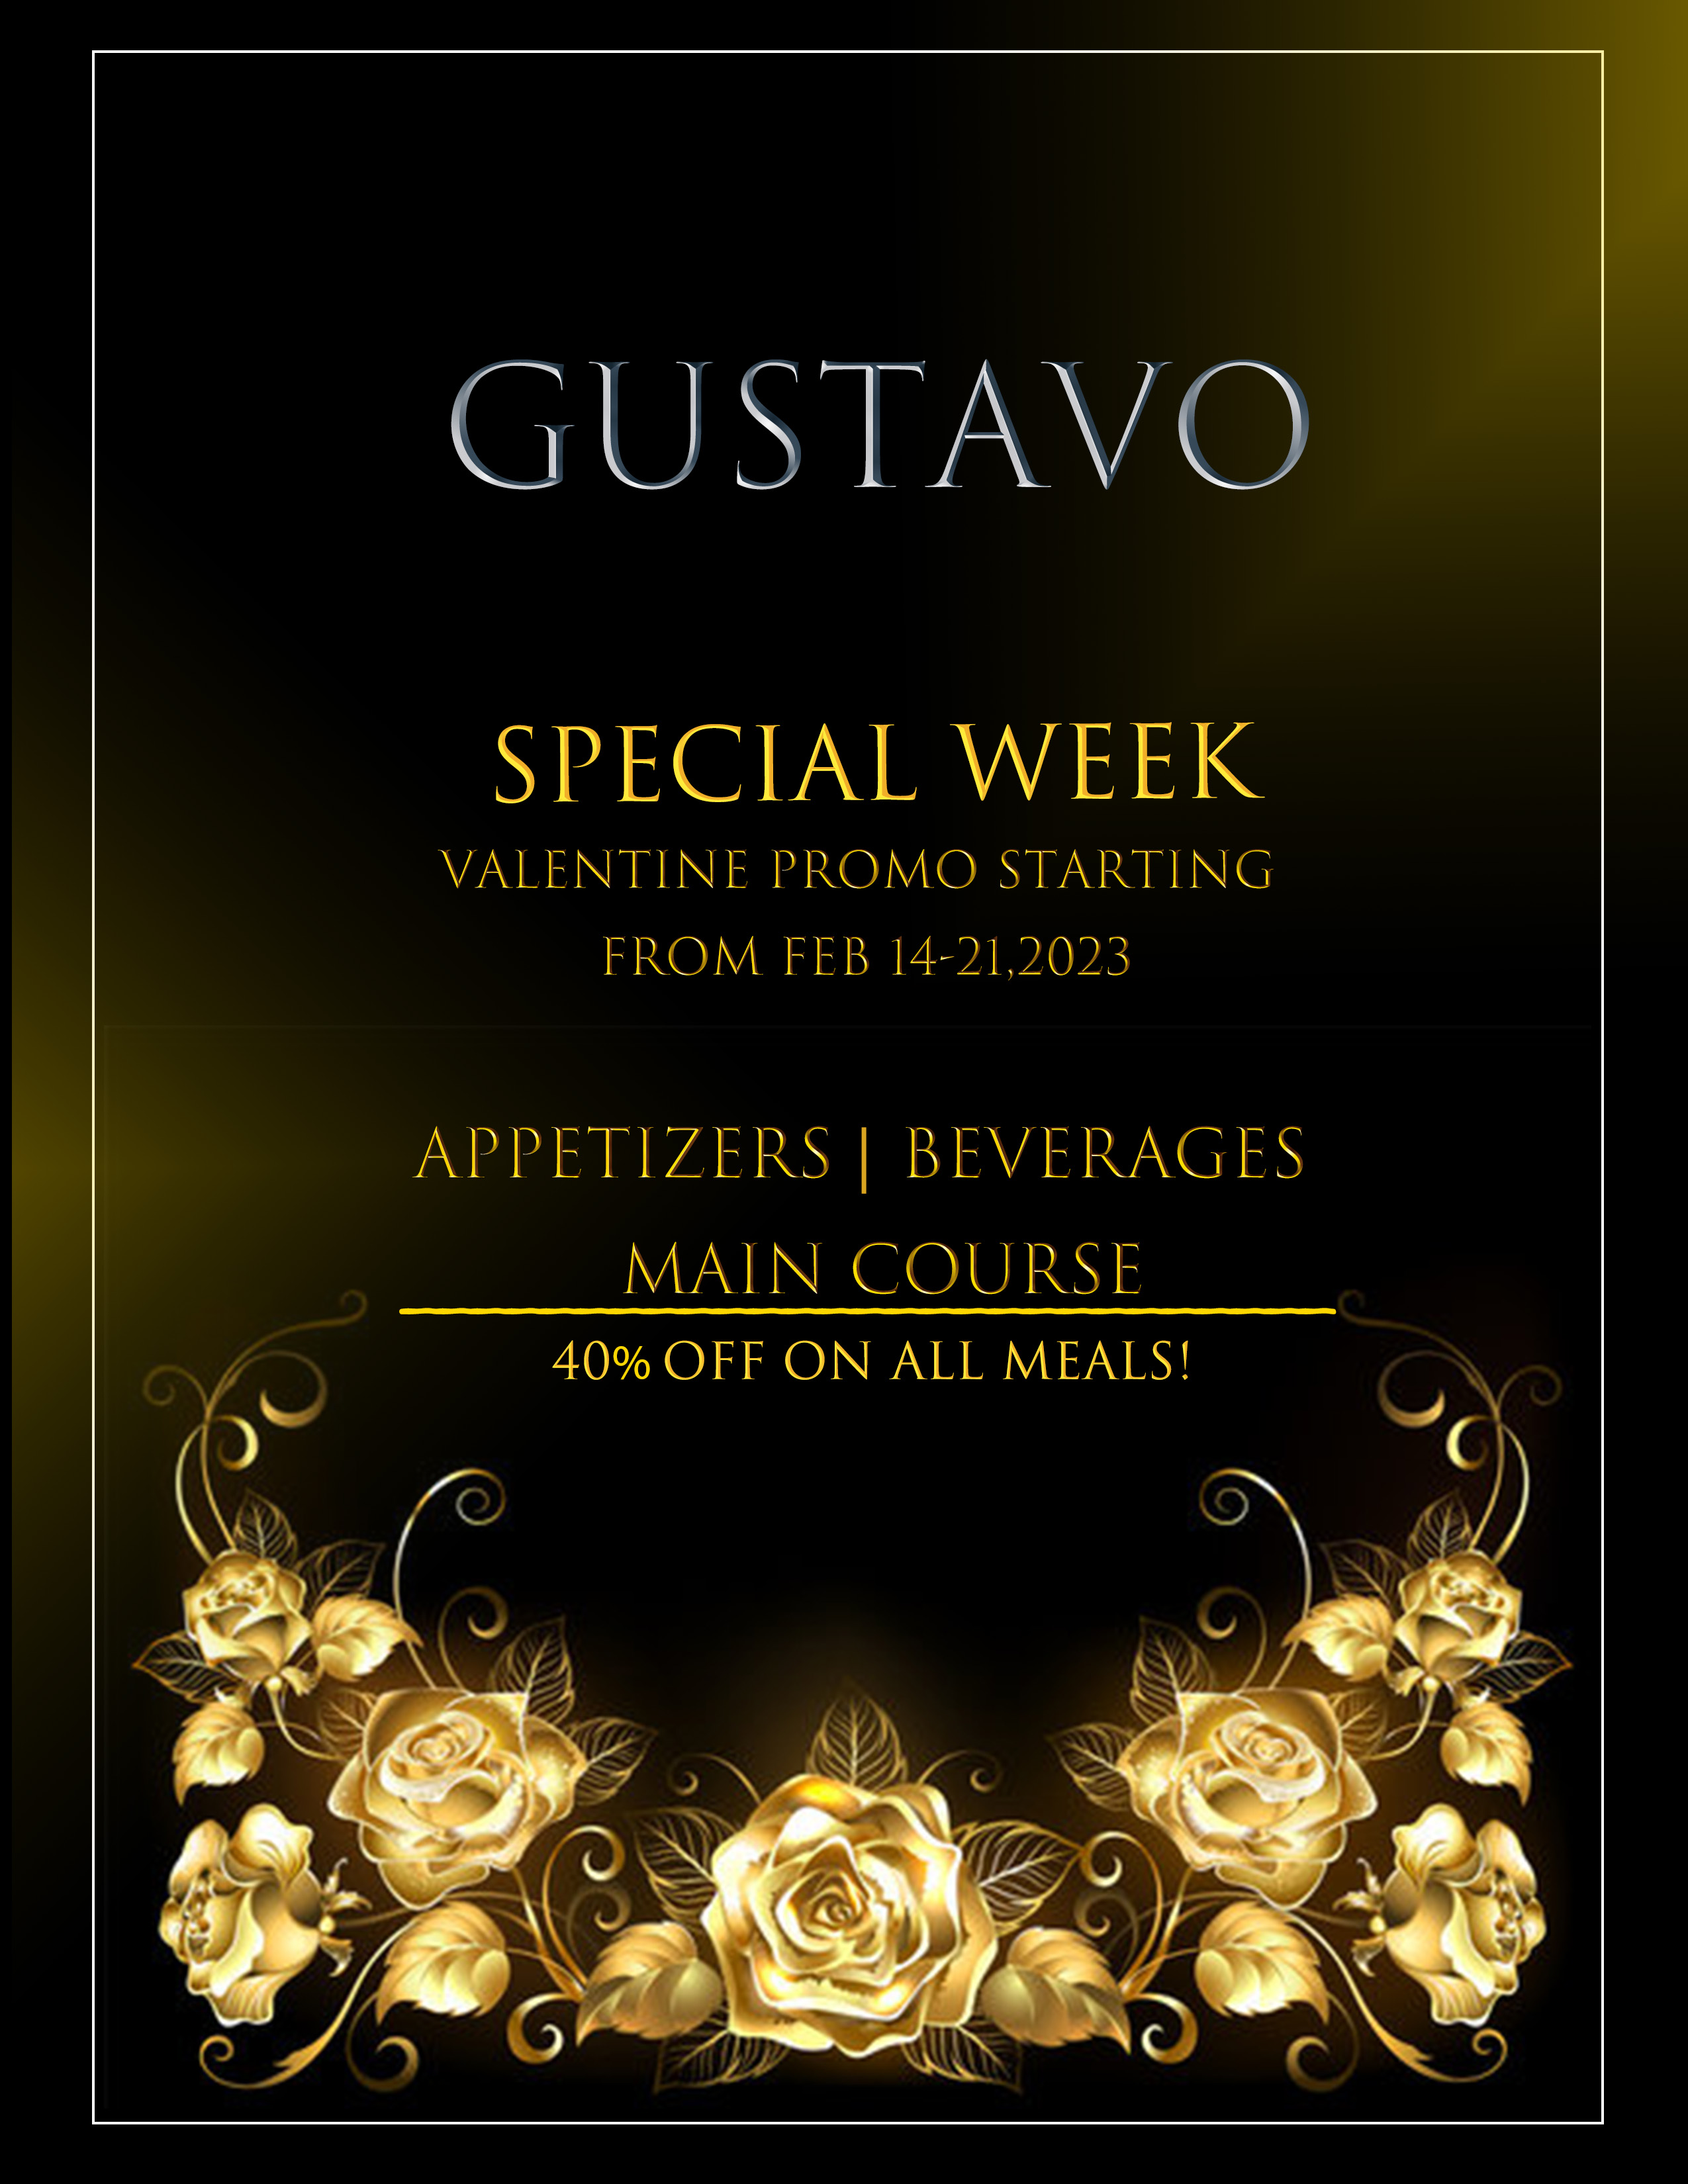 GUSTAVO
SPECIAL WEEK
VALENTINE PROMO STARTING
FROM FEB 14-21,2023
APPETIZERS | BEVERAGES
MAIN COURSE
40% OFF ON ALL MEALS!